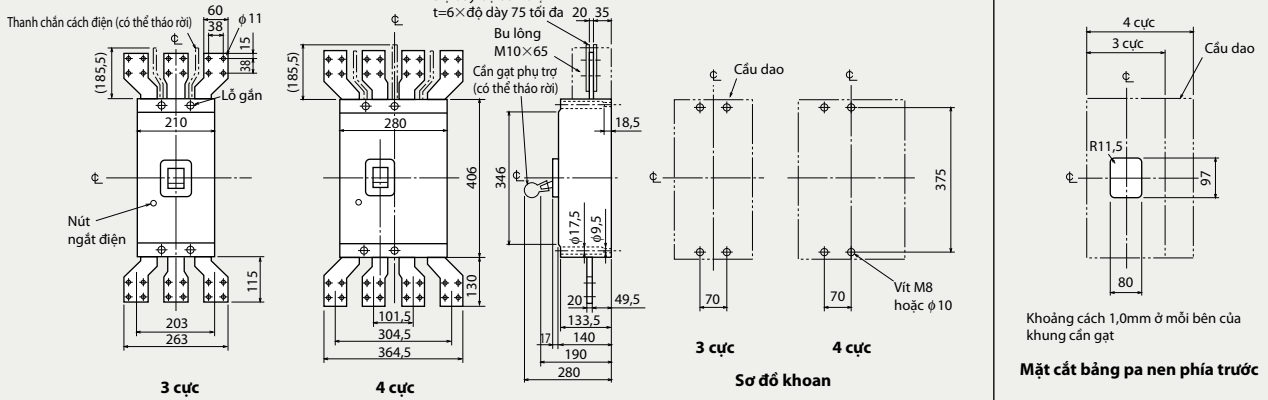 Thanh chắn cách điện (có thể tháo rời)
60
38
ϕ11
15
38
(185,5)
℄
Lỗ gắn
210
℄
Nút
ngắt điện
115
203
263
3 cực
℄
(185,5)
280
406
130
101,5
304,5
364,5
4 cực
t=6×độ dày 75 tối đa
20
35
Bu lông
M10×65
Cần gạt phụ trợ
(có thể tháo rời)
18,5
346
℄
ϕ17,5
ϕ9,5
20
49,5
133,5
17
140
190
280
℄
Cầu dao
℄
℄
℄
375
70
70
Vít M8
hoặc ϕ10
3 cực
4 cực
Sơ đồ khoan
4 cực
3 cực
Cầu dao
℄
R11,5
℄
97
80
Khoảng cách 1,0mm ở mỗi bên của
khung cần gạt
Mặt cắt bảng pa nen phía trước